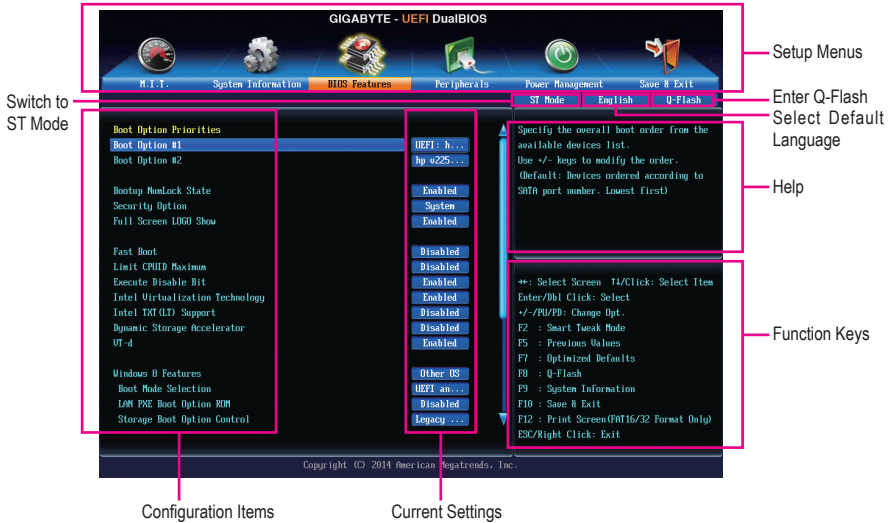 GIGABYTE - UEFI DualBIOS
M.I.T.
System Information
BIOS Features
Peripherals
Power Management
Save & Exit
Setup Menus
ST Mode
English
Q-Flash
Switch to
ST Mode
Enter Q-Flash
Select Default
Language
Boot Option Priorities
Boot Option #1 UEFI: h...
Boot Option #2 hp v225...
Bootup NumLock State Enabled
Security Option System
Full Screen LOGO Show Enabled
Fast Boot Disabled
Limit CPUID Maximum Disabled
Execute Disable Bit Enabled
Intel Virtualization Technology Enabled
Intel TXT(LT) Support Disabled
Dynamic Storage Accelerator Disabled
VT-d Enabled
Windows 8 Features Other OS
Boot Mode Selection UEFI an...
LAN PXE Boot Option ROM Disabled
Storage Boot Option Control Legacy ...
Specify the overall boot order from the
available devices list.
Use +/- keys to modify the order.
(Default: Devices ordered according to
SATA port number. Lowest first)
Help
→←: Select Screen ↑↓/Click: Select Item
Enter/Dbl Click: Select
+/-/PU/PD: Change Opt.
F2 : Smart Tweak Mode
F5 : Previous Values
F7 : Optimized Defaults
F8 : Q-Flash
F9 : System Information
F10 : Save & Exit
F12 : Print Screen(FAT16/32 Format Only)
ESC/Right Click: Exit
Function Keys
Copyright (C) 2014 American Megatrends, Inc.
Configuration Items
Current Settings